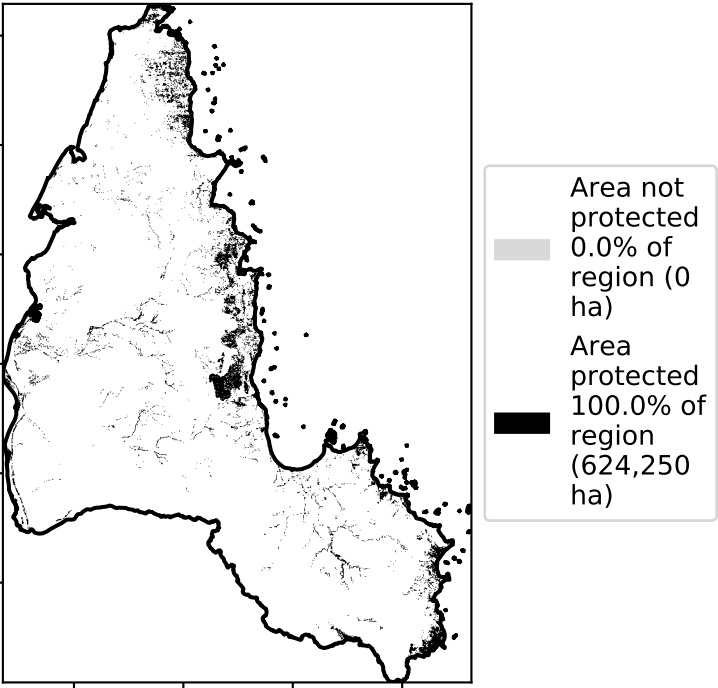 Area not
protected
0.0% of
region (0
ha)
Area
protected
100.0% of
region
(624,250
ha)